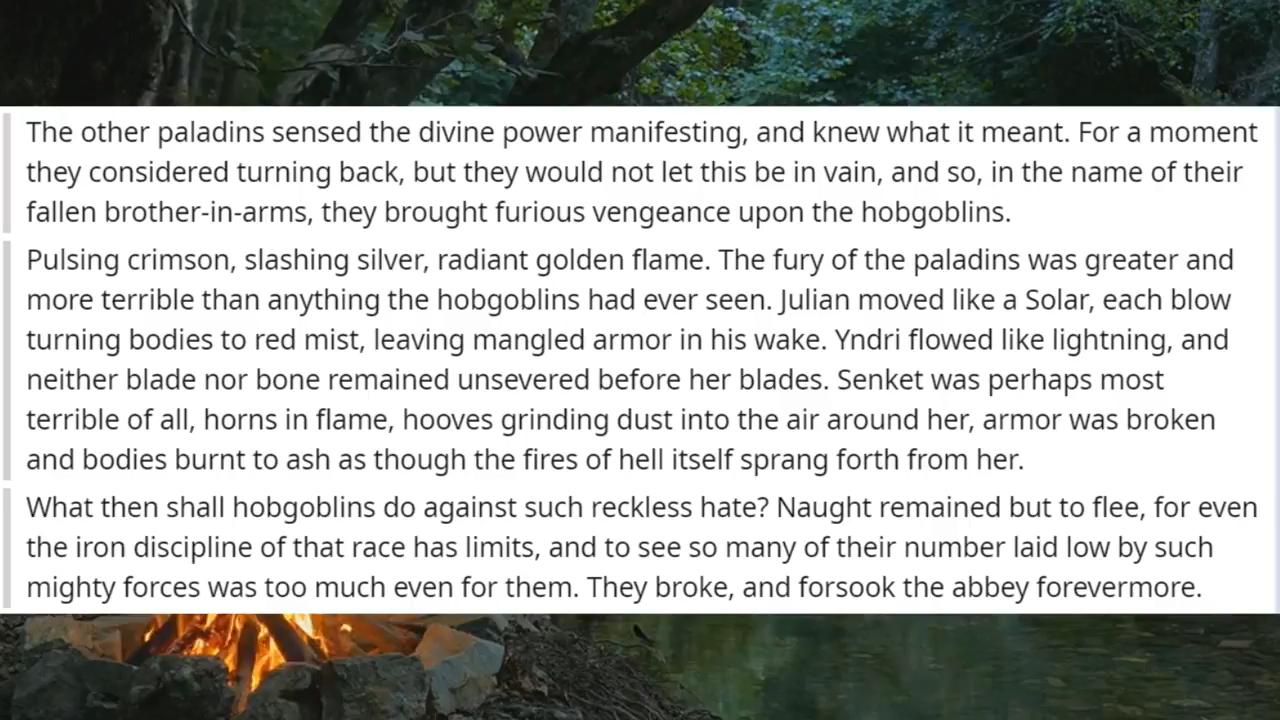 The other paladins sensed the divine power manifesting, and knew what it meant. For a moment
they considered turning back, but they would not let this be in vain, and so, in the name of their
fallen brother-in-arms, they brought furious vengeance upon the hobgoblins.
Pulsing crimson, slashing silver, radiant golden flame. The fury of the paladins was greater and
more terrible than anything the hobgoblins had ever seen. Julian moved like a Solar, each blow
turning bodies to red mist, leaving mangled armor in his wake. Yndri flowed like lightning, and
neither blade nor bone remained unsevered before her blades. Senket was perhaps most
terrible of all, horns in flame, hooves grinding dust into the air around her, armor was broken
and bodies burnt to ash as though the fires of hell itself sprang forth from her.
What then shall hobgoblins do against such reckless hate? Naught remained but to flee, for even
the iron discipline of that race has limits, and to see so many of their number laid low by such
mighty forces was too much even for them. They broke, and forsook the abbey forevermore.